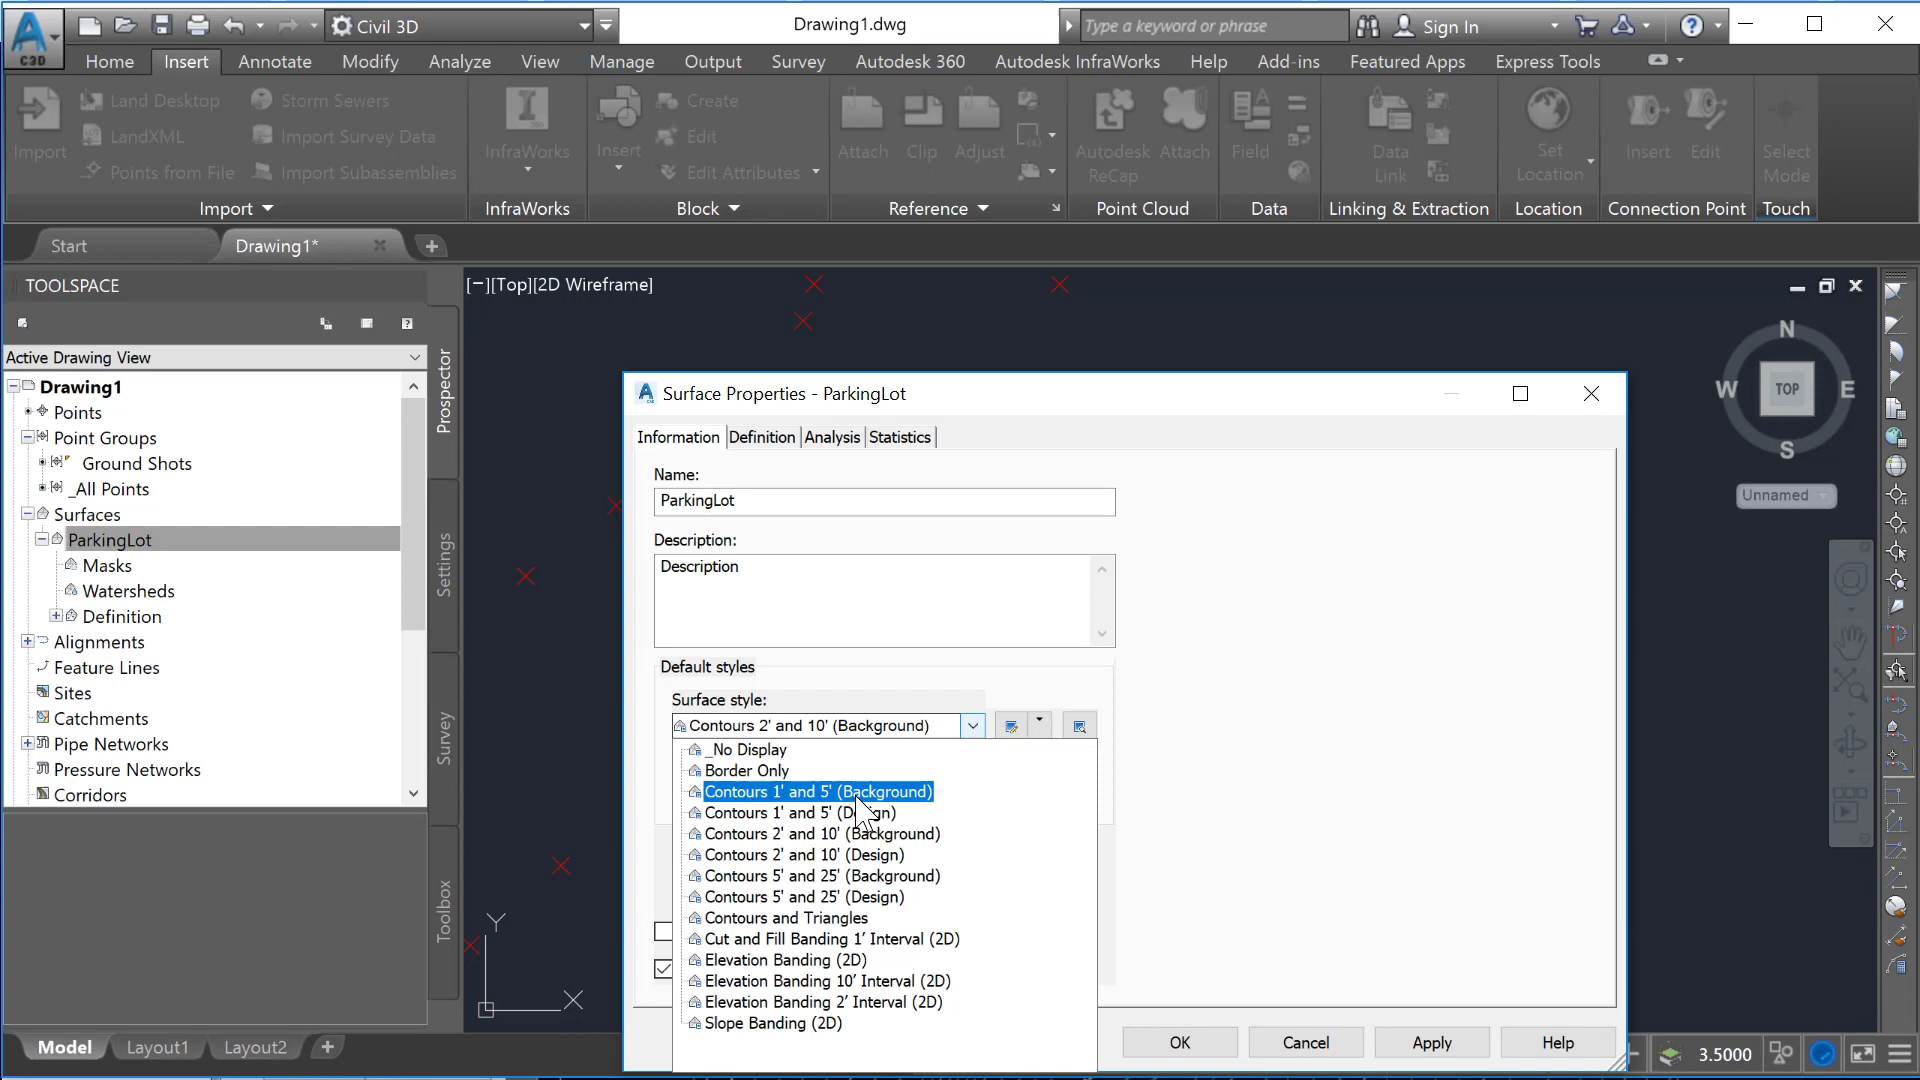 C3D
Civil 3D
Drawing1.dwg
Type a keyword or phrase
Sign In
Home
Insert
Annotate
Modify
Analyze
View
Manage
Output
Survey
Autodesk 360
Autodesk InfraWorks
Help
Add-ins
Featured Apps
Express Tools
Import
Land Desktop
LandXML
Points from File
Storm Sewers
Import Survey Data
Import Subassemblies
Import
InfraWorks
InfraWorks
Insert
Create
Edit
Edit Attributes
Block
Attach
Clip
Adjust
Reference
Autodesk
ReCap
Attach
Point Cloud
Field
Data
Data
Link
Linking & Extraction
Set
Location
Location
Insert
Edit
Connection Point
Select
Mode
Touch
Start
Drawing1*
TOOLSPACE
Active Drawing View
Drawing1
Points
Point Groups
Ground Shots
_All Points
Surfaces
ParkingLot
Masks
Watersheds
Definition
Alignments
Feature Lines
Sites
Catchments
Pipe Networks
Pressure Networks
Corridors
Prospector
Settings
Survey
Toolbox
[−][Top][2D Wireframe]
N
W
TOP
E
S
Unnamed
Y
X
Surface Properties - ParkingLot
Information
Definition
Analysis
Statistics
Name:
ParkingLot
Description:
Description
Default styles
Surface style:
Contours 2' and 10' (Background)
_No Display
Border Only
Contours 1' and 5' (Background)
Contours 1' and 5' (Design)
Contours 2' and 10' (Background)
Contours 2' and 10' (Design)
Contours 5' and 25' (Background)
Contours 5' and 25' (Design)
Contours and Triangles
Cut and Fill Banding 1' Interval (2D)
Elevation Banding (2D)
Elevation Banding 10' Interval (2D)
Elevation Banding 2' Interval (2D)
Slope Banding (2D)
OK
Cancel
Apply
Help
Model
Layout1
Layout2
3.5000